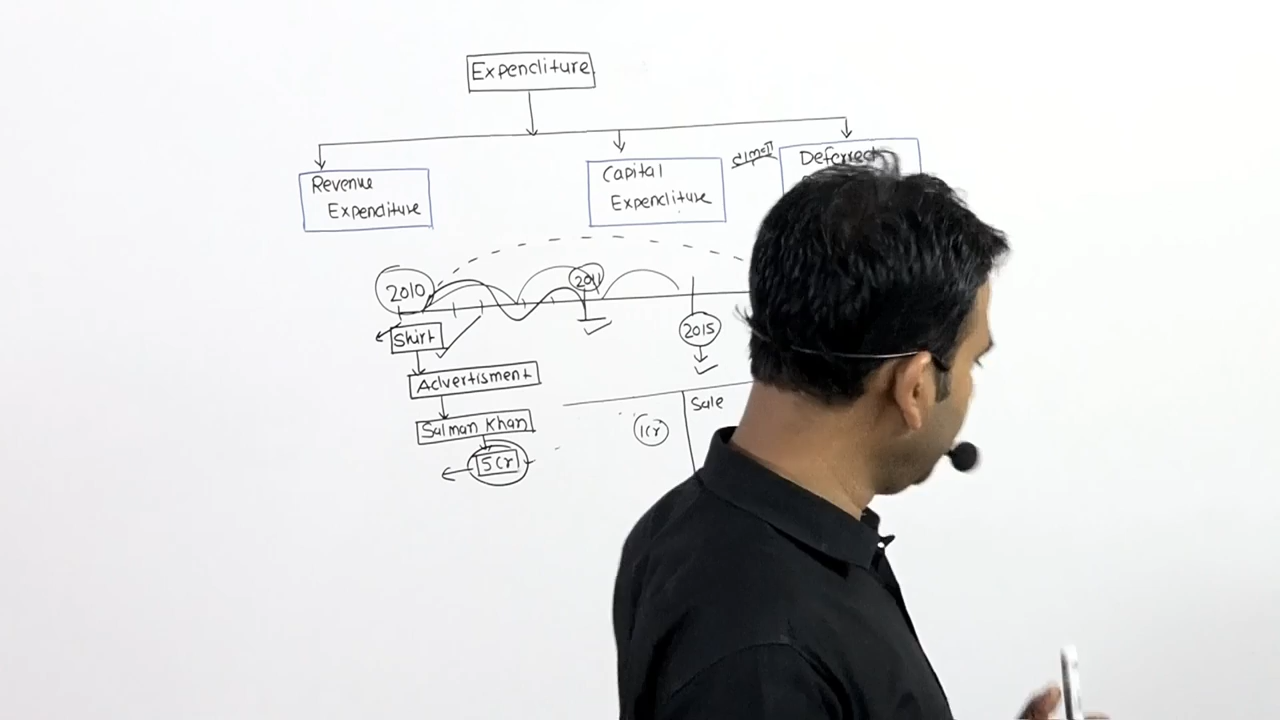 Expenditure
Revenue
Expenditure
Capital
Expenditure
Deferred
2010
2011
2015
Shirt
Advertisment
Salman Khan
5 Cr
Sale
1 Cr